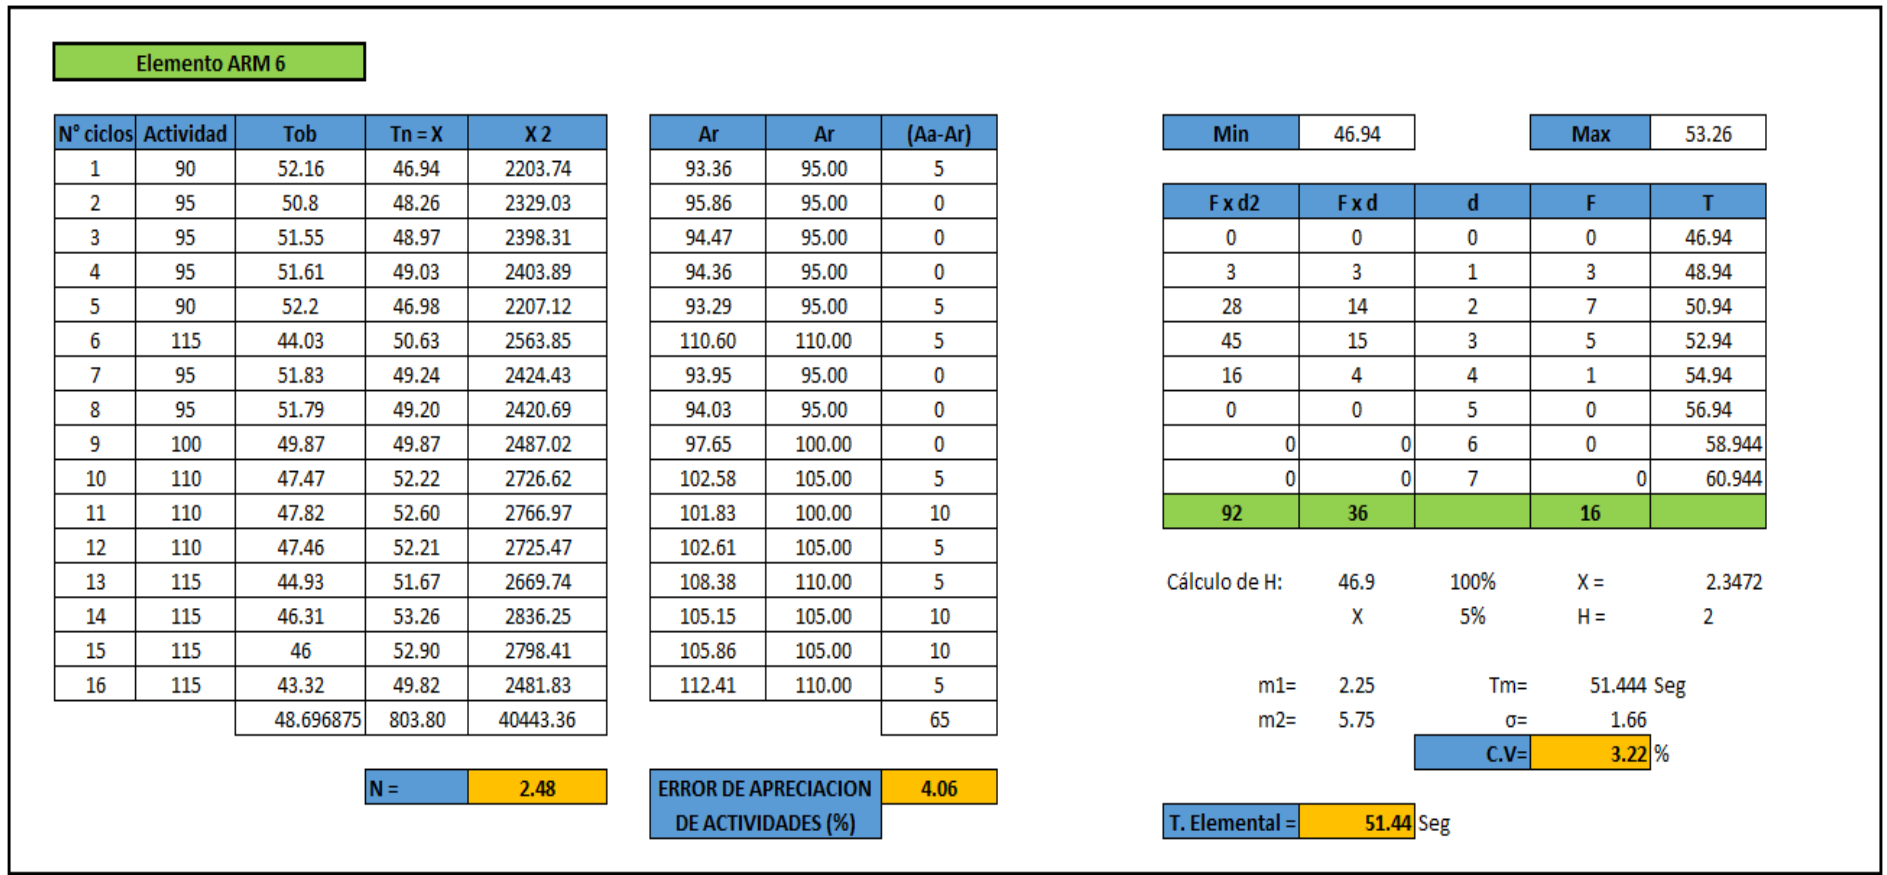 Elemento ARM 6
N° ciclos Actividad Tob Tn = X X 2 Ar Ar (Aa-Ar) Min 46.94 Max 53.26
1 90 52.16 46.94 2203.74 93.36 95.00 5
2 95 50.8 48.26 2329.03 95.86 95.00 0 F x d2 F x d d F T
3 95 51.55 48.97 2398.31 94.47 95.00 0 0 0 0 0 46.94
4 95 51.61 49.03 2403.89 94.36 95.00 0 3 3 1 3 48.94
5 90 52.2 46.98 2207.12 93.29 95.00 5 28 14 2 7 50.94
6 115 44.03 50.63 2563.85 110.60 110.00 5 45 15 3 5 52.94
7 95 51.83 49.24 2424.43 93.95 95.00 0 16 4 4 1 54.94
8 95 51.79 49.20 2420.69 94.03 95.00 0 0 0 5 0 56.94
9 100 49.87 49.87 2487.02 97.65 100.00 0 0 0 6 0 58.944
10 110 47.47 52.22 2726.62 102.58 105.00 5 0 0 7 0 60.944
11 110 47.82 52.60 2766.97 101.83 100.00 10 92 36 16
12 110 47.46 52.21 2725.47 102.61 105.00 5
13 115 44.93 51.67 2669.74 108.38 110.00 5 Cálculo de H: 46.9 100% X = 2.3472
14 115 46.31 53.26 2836.25 105.15 105.00 10 X 5% H = 2
15 115 46 52.90 2798.41 105.86 105.00 10
16 115 43.32 49.82 2481.83 112.41 110.00 5 m1= 2.25 Tm= 51.444 Seg
48.696875 803.80 40443.36 65 m2= 5.75 σ= 1.66
C.V= 3.22 %
N = 2.48 ERROR DE APRECIACION 4.06
DE ACTIVIDADES (%) T. Elemental = 51.44 Seg